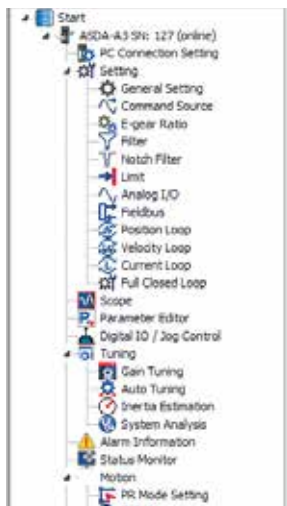 Start
ASDA-A3 SN: 127 (online)
PC Connection Setting
Setting
General Setting
Command Source
E-gear Ratio
Filter
Notch Filter
Limit
Analog I/O
Fieldbus
Position Loop
Velocity Loop
Current Loop
Full Closed Loop
Scope
Parameter Editor
Digital IO / Jog Control
Tuning
Gain Tuning
Auto Tuning
Inertia Estimation
System Analysis
Alarm Information
Status Monitor
Motion
PR Mode Setting